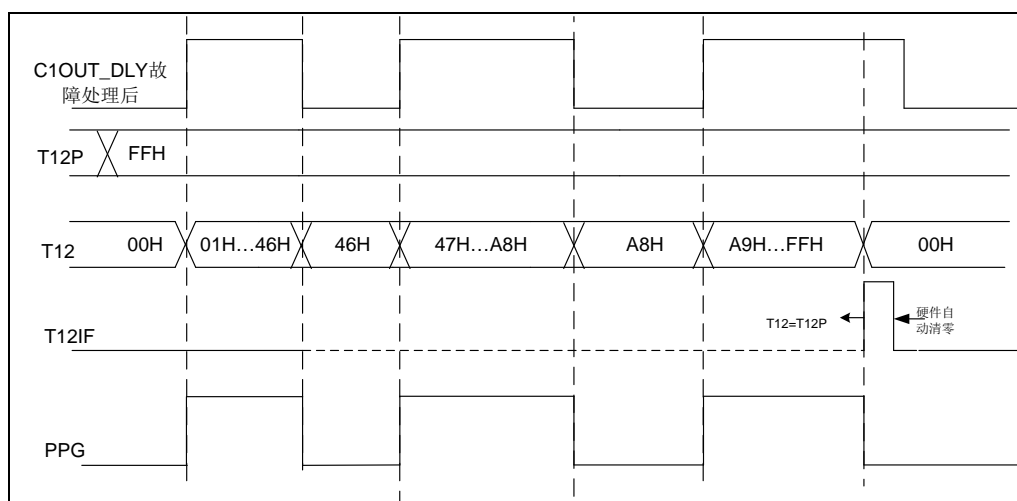 C1OUT_DLY故
障处理后
T12P FFH
T12 00H 01H…46H 46H 47H…A8H A8H A9H…FFH 00H
T12=T12P
硬件自
动清零
T12IF
PPG